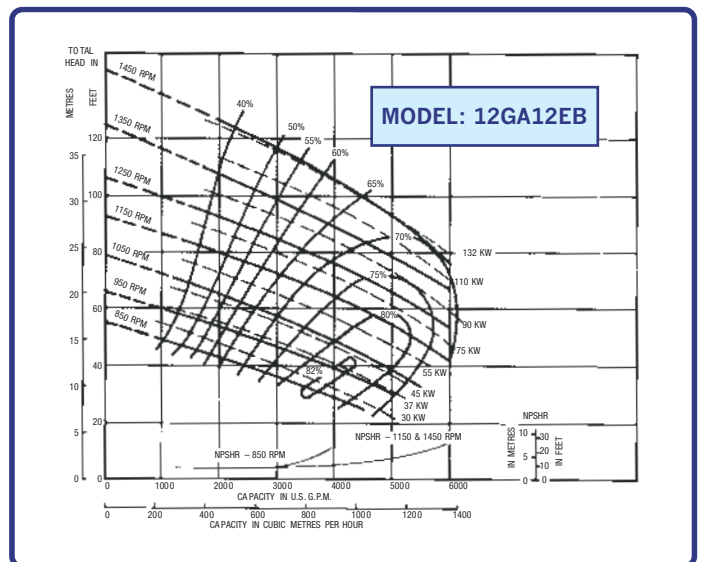 TOTAL
HEAD IN
METRES
FEET
MODEL: 12GA12EB
1450 RPM
1350 RPM
1250 RPM
1150 RPM
1050 RPM
950 RPM
850 RPM
40%
50%
55%
60%
65%
70%
75%
80%
82%
132 KW
110 KW
90 KW
75 KW
55 KW
45 KW
37 KW
30 KW
120
100
80
60
40
20
0
35
30
25
20
15
10
5
0
NPSHR – 850 RPM
NPSHR – 1150 & 1450 RPM
NPSHR
IN METRES
10
5
0
30
20
10
0
IN FEET
0 1000 2000 3000 4000 5000 6000
CAPACITY IN U.S. G.P.M.
0 200 400 600 800 1000 1200 1400
CAPACITY IN CUBIC METRES PER HOUR